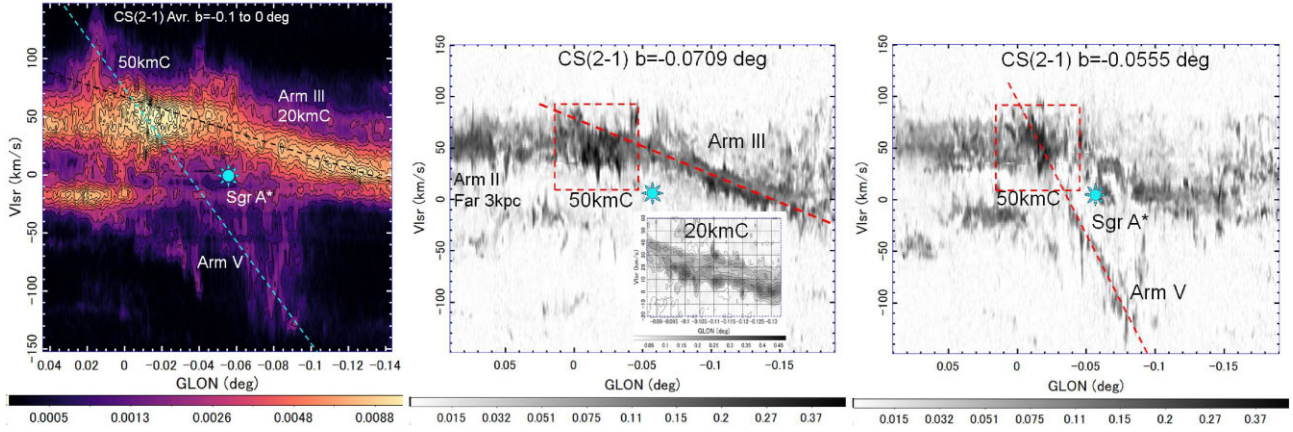 CS(2-1) Avr. b=-0.1 to 0 deg
50kmC
Arm III
20kmC
Sgr A*
Arm V
Vlsr (km/s)
100
50
0
-50
-100
-150
0.04
0.02
0
-0.02
-0.04
-0.06
-0.08
-0.10
-0.12
-0.14
GLON (deg)
0.0005
0.0013
0.0026
0.0048
0.0088
CS(2-1) b=-0.0709 deg
Arm III
Arm II
Far 3kpc
50kmC
20kmC
Vlsr (km/s)
150
100
50
0
-50
-100
0.05
0
-0.05
-0.1
-0.15
GLON (deg)
GLON (deg)
0.015
0.032
0.051
0.075
0.11
0.15
0.2
0.27
0.37
CS(2-1) b=-0.0555 deg
50kmC
Sgr A*
Arm V
Vlsr (km/s)
150
100
50
0
-50
-100
0.05
0
-0.05
-0.1
-0.15
GLON (deg)
0.015
0.032
0.051
0.075
0.11
0.15
0.2
0.27
0.37